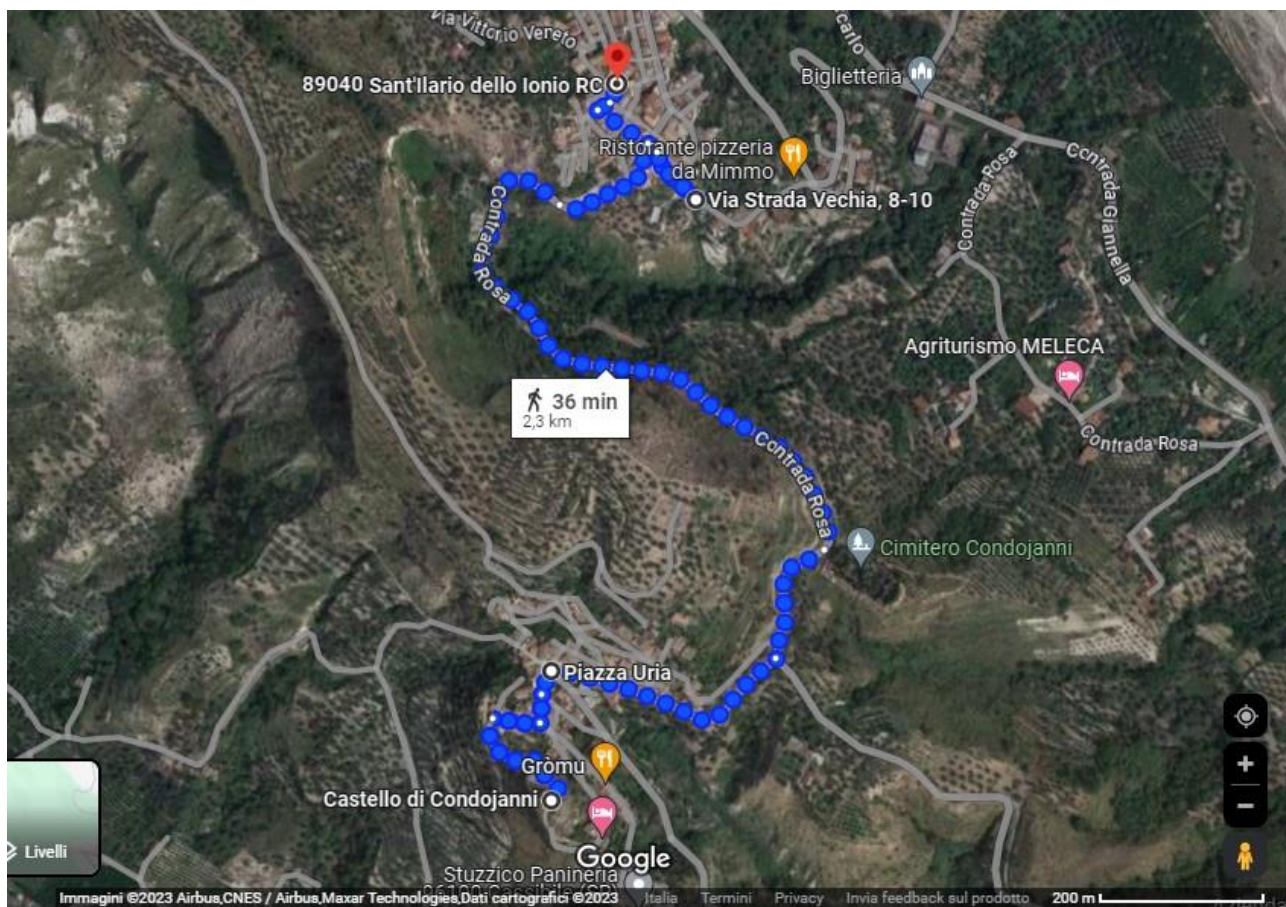 Via Vittorio Veneto
carlo
89040 Sant'Ilario dello Ionio RC
Biglietteria
Ristorante pizzeria
da Mimmo
Via Strada Vechia, 8-10
Contrada Rosa
Contrada Giannella
Contrada Rosa
Agriturismo MELECA
36 min
2,3 km
Contrada Rosa
Contrada Rosa
Cimitero Condojanni
Piazza Uria
Gròmu
Castello di Condojanni
Livelli
Google
Stuzzico Panineria
Immagini ©2023 Airbus,CNES / Airbus,Maxar Technologies,Dati cartografici ©2023 Italia Termini Privacy Invia feedback sul prodotto 200 m